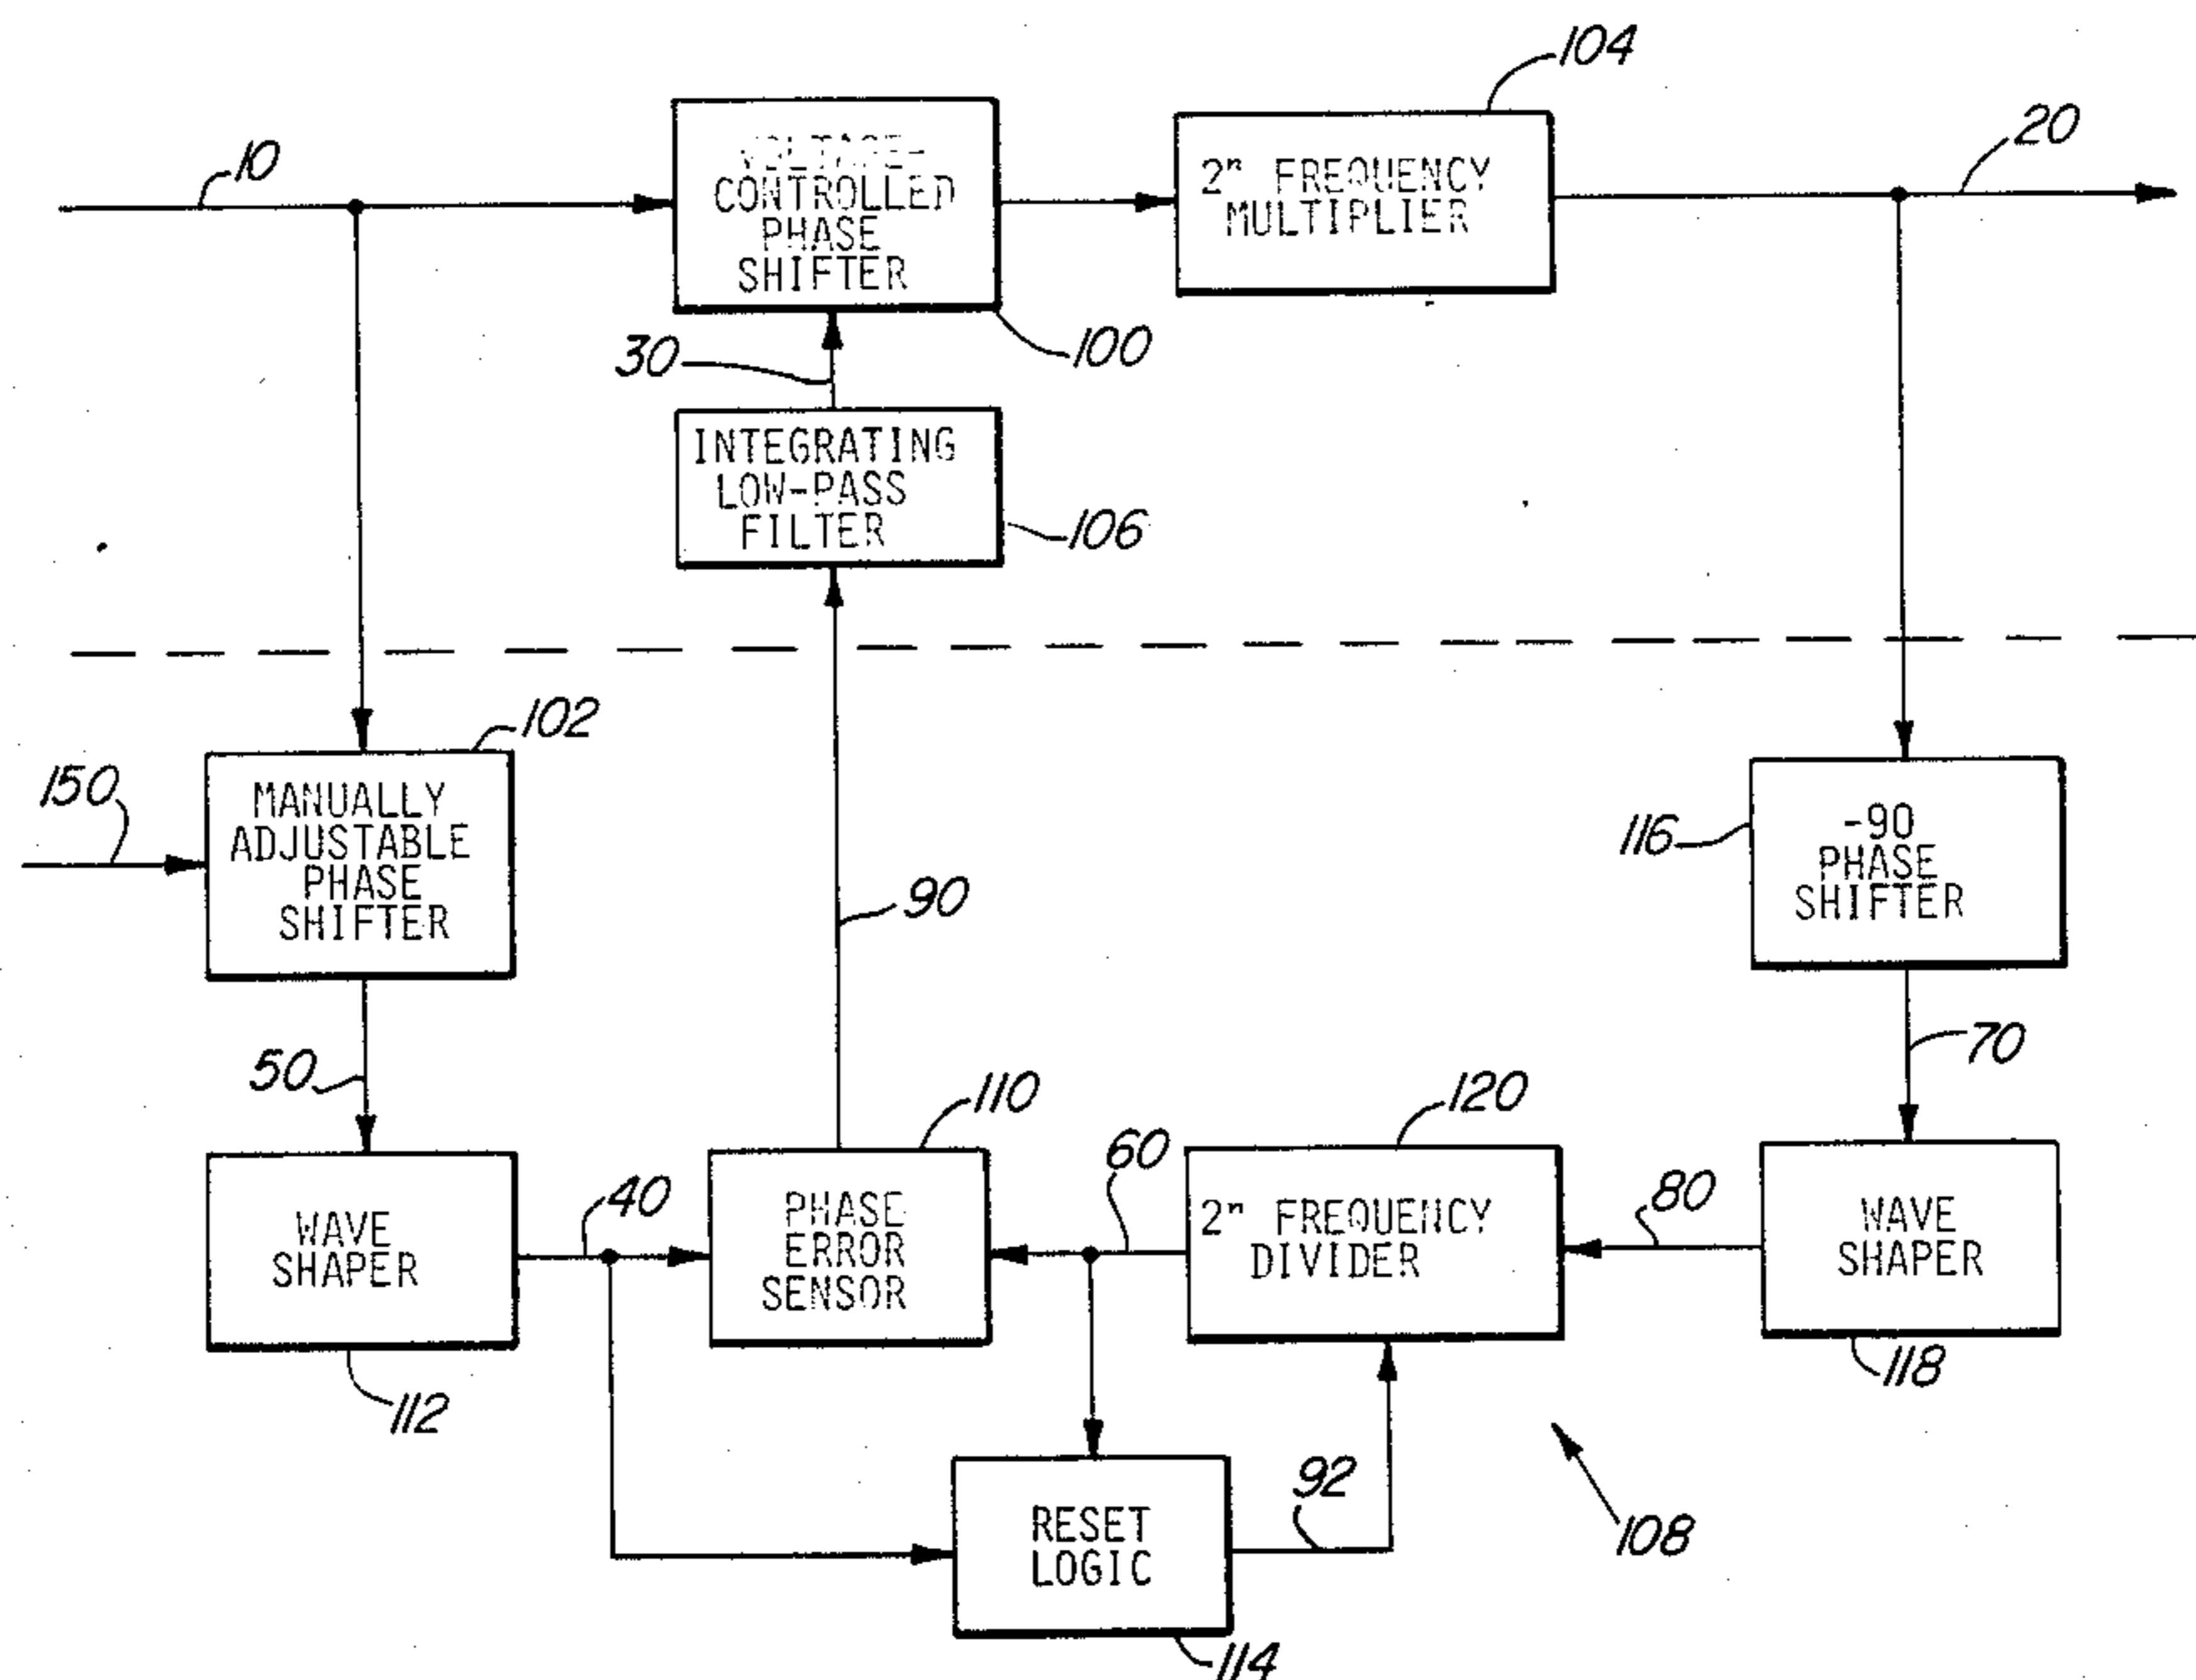 104
10
20
VOLTAGE-
CONTROLLED
PHASE
SHIFTER
2ⁿ FREQUENCY
MULTIPLIER
30
100
INTEGRATING
LOW-PASS
FILTER
106
102
150
MANUALLY
ADJUSTABLE
PHASE
SHIFTER
90
116
-90
PHASE
SHIFTER
50
70
110
120
WAVE
SHAPER
40
PHASE
ERROR
SENSOR
60
2ⁿ FREQUENCY
DIVIDER
80
WAVE
SHAPER
112
118
RESET
LOGIC
92
108
114